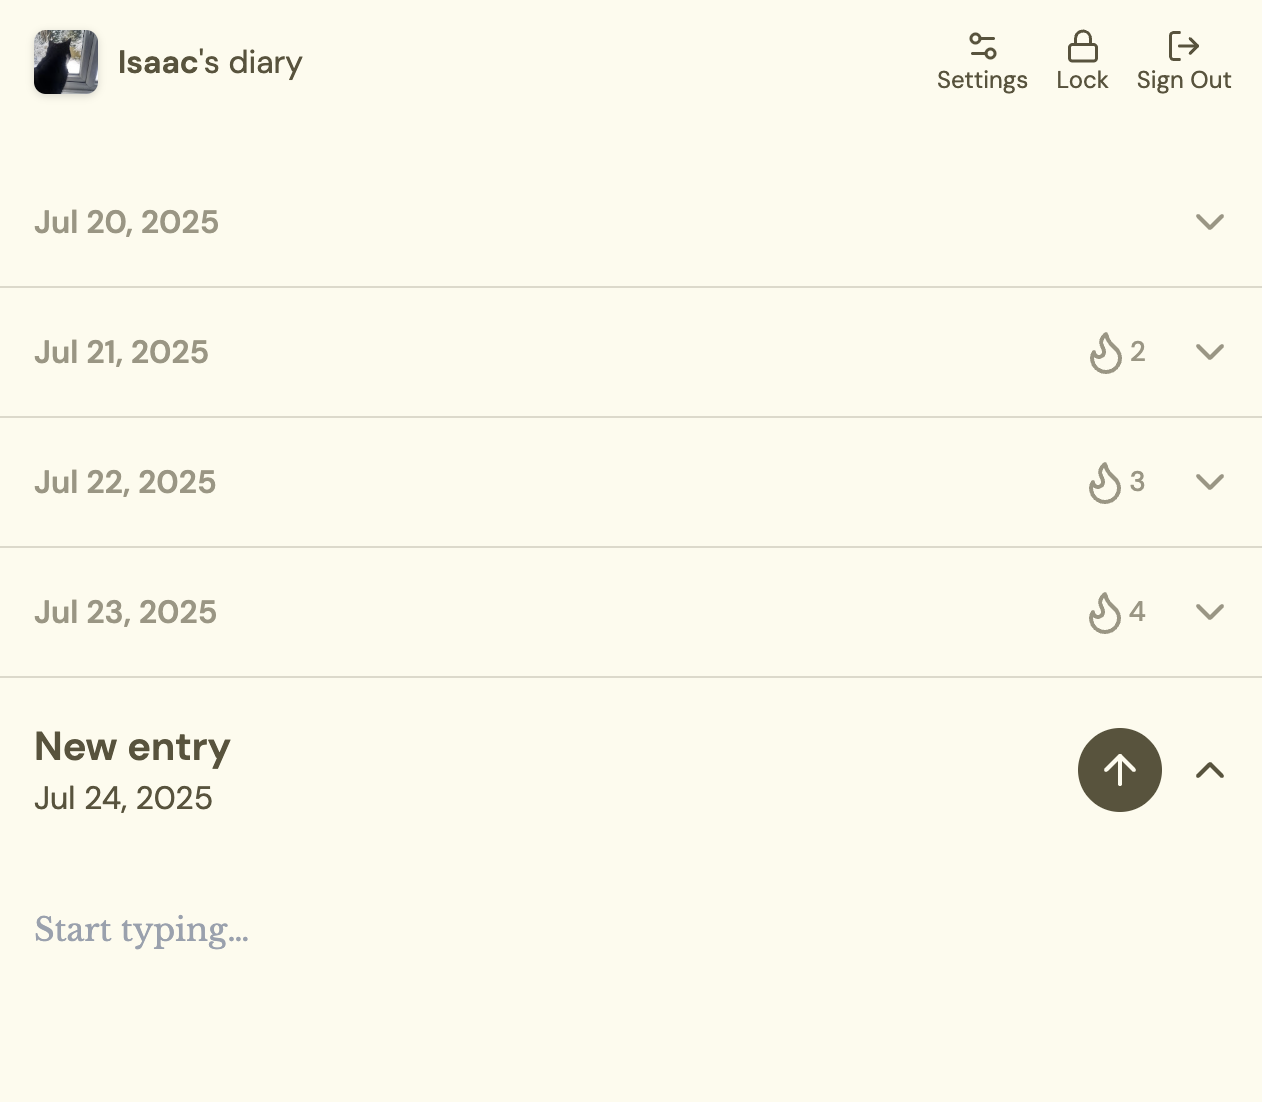 Isaac's diary
Settings
Lock
Sign Out
Jul 20, 2025
Jul 21, 2025
2
Jul 22, 2025
3
Jul 23, 2025
4
New entry
Jul 24, 2025
Start typing...